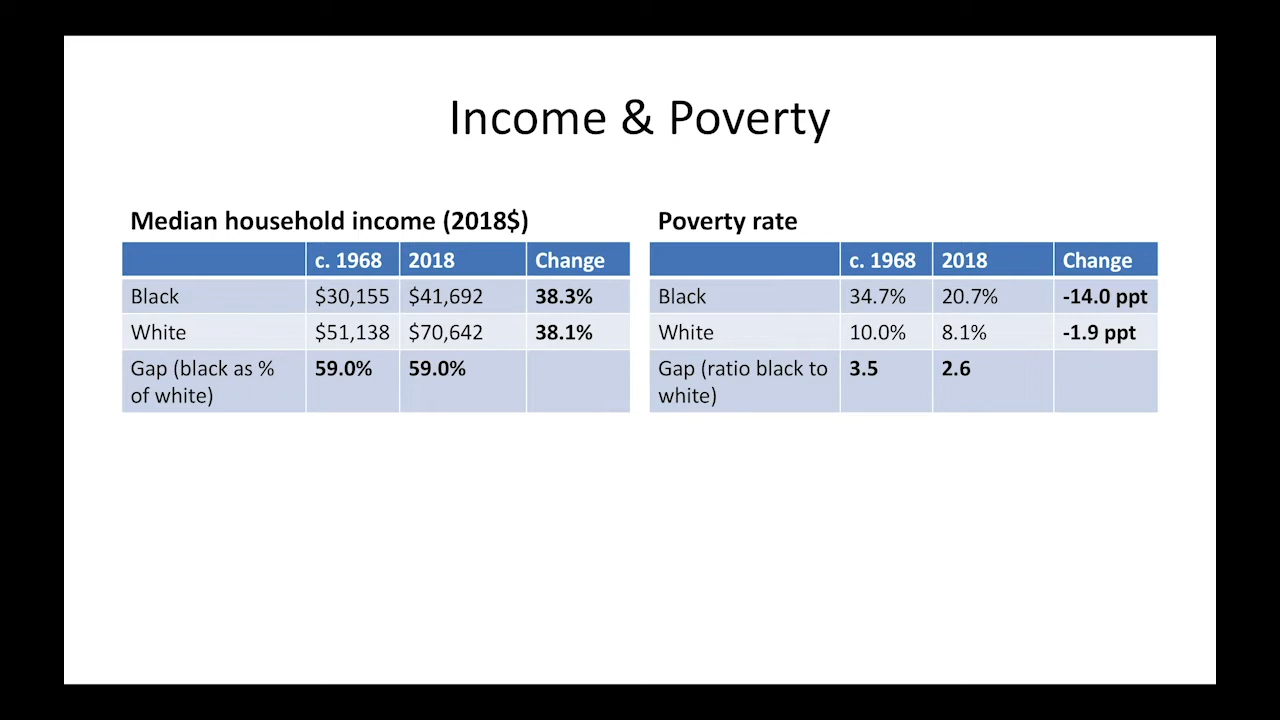 Income & Poverty
Median household income (2018$)
c. 1968 2018 Change
Black $30,155 $41,692 38.3%
White $51,138 $70,642 38.1%
Gap (black as % 59.0% 59.0%
of white)
Poverty rate
c. 1968 2018 Change
Black 34.7% 20.7% -14.0 ppt
White 10.0% 8.1% -1.9 ppt
Gap (ratio black to 3.5 2.6
white)